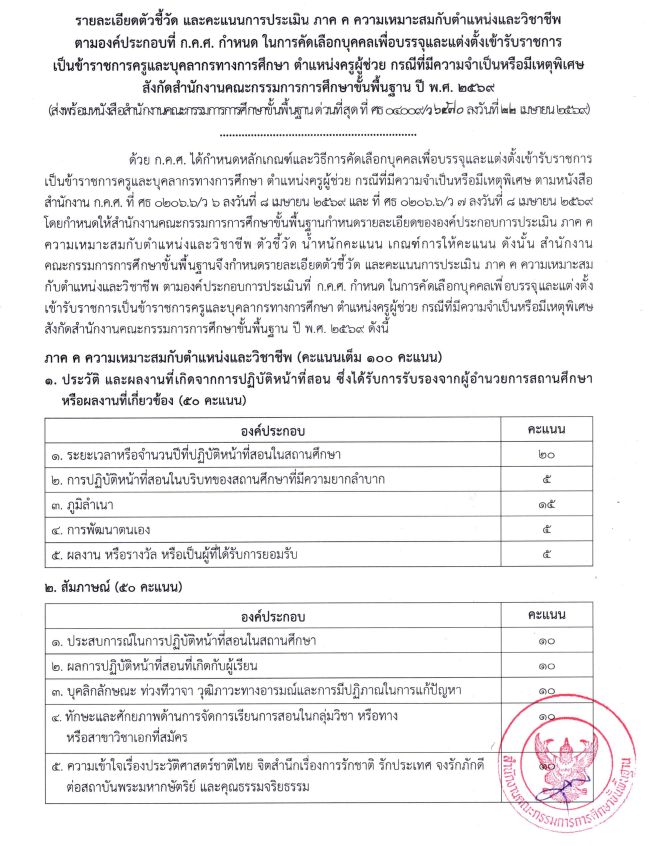 รายละเอียดตัวชี้วัด และคะแนนการประเมิน ภาค ค ความเหมาะสมกับตำแหน่งและวิชาชีพ
ตามองค์ประกอบที่ ก.ค.ศ. กำหนด ในการคัดเลือกบุคคลเพื่อบรรจุและแต่งตั้งเข้ารับราชการ
เป็นข้าราชการครูและบุคลากรทางการศึกษา ตำแหน่งครูผู้ช่วย กรณีที่มีความจำเป็นหรือมีเหตุพิเศษ
สังกัดสำนักงานคณะกรรมการการศึกษาขั้นพื้นฐาน ปี พ.ศ. ๒๕๖๙
(ส่งพร้อมหนังสือสำนักงานคณะกรรมการการศึกษาขั้นพื้นฐาน ด่วนที่สุด ที่ ศธ ๐๔๐๐๙/ว ลงวันที่ ๒๒ เมษายน ๒๕๖๙)
ด้วย ก.ค.ศ. ได้กำหนดหลักเกณฑ์และวิธีการคัดเลือกบุคคลเพื่อบรรจุและแต่งตั้งเข้ารับราชการ
เป็นข้าราชการครูและบุคลากรทางการศึกษา ตำแหน่งครูผู้ช่วย กรณีที่มีความจำเป็นหรือมีเหตุพิเศษ ตามหนังสือ
สำนักงาน ก.ค.ศ. ที่ ศธ ๐๒๐๖.๖/ว ๖ ลงวันที่ ๘ เมษายน ๒๕๖๙ และ ที่ ศธ ๐๒๐๖.๖/ว ๗ ลงวันที่ ๘ เมษายน ๒๕๖๙
โดยกำหนดให้สำนักงานคณะกรรมการการศึกษาขั้นพื้นฐานกำหนดรายละเอียดขององค์ประกอบการประเมิน ภาค ค
ความเหมาะสมกับตำแหน่งและวิชาชีพ ตัวชี้วัด น้ำหนักคะแนน เกณฑ์การให้คะแนน ดังนั้น สำนักงาน
คณะกรรมการการศึกษาขั้นพื้นฐานจึงกำหนดรายละเอียดตัวชี้วัด และคะแนนการประเมิน ภาค ค ความเหมาะสม
กับตำแหน่งและวิชาชีพ ตามองค์ประกอบการประเมินที่ ก.ค.ศ. กำหนด ในการคัดเลือกบุคคลเพื่อบรรจุและแต่งตั้ง
เข้ารับราชการเป็นข้าราชการครูและบุคลากรทางการศึกษา ตำแหน่งครูผู้ช่วย กรณีที่มีความจำเป็นหรือมีเหตุพิเศษ
สังกัดสำนักงานคณะกรรมการการศึกษาขั้นพื้นฐาน ปี พ.ศ. ๒๕๖๙ ดังนี้
ภาค ค ความเหมาะสมกับตำแหน่งและวิชาชีพ (คะแนนเต็ม ๑๐๐ คะแนน)
๑. ประวัติ และผลงานที่เกิดจากการปฏิบัติหน้าที่สอน ซึ่งได้รับการรับรองจากผู้อำนวยการสถานศึกษา
หรือผลงานที่เกี่ยวข้อง (๕๐ คะแนน)
องค์ประกอบ คะแนน
๑. ระยะเวลาหรือจำนวนปีที่ปฏิบัติหน้าที่สอนในสถานศึกษา ๒๐
๒. การปฏิบัติหน้าที่สอนในบริบทของสถานศึกษาที่มีความยากลำบาก ๕
๓. ภูมิลำเนา ๑๕
๔. การพัฒนาตนเอง ๕
๕. ผลงาน หรือรางวัล หรือเป็นผู้ที่ได้รับการยอมรับ ๕
๒. สัมภาษณ์ (๕๐ คะแนน)
องค์ประกอบ คะแนน
๑. ประสบการณ์ในการปฏิบัติหน้าที่สอนในสถานศึกษา ๑๐
๒. ผลการปฏิบัติหน้าที่สอนที่เกิดกับผู้เรียน ๑๐
๓. บุคลิกลักษณะ ท่วงทีวาจา วุฒิภาวะทางอารมณ์และการมีปฏิภาณในการแก้ปัญหา ๑๐
๔. ทักษะและศักยภาพด้านการจัดการเรียนการสอนในกลุ่มวิชา หรือทาง ๑๐
หรือสาขาวิชาเอกที่สมัคร
๕. ความเข้าใจเรื่องประวัติศาสตร์ชาติไทย จิตสำนึกเรื่องการรักชาติ รักประเทศ จงรักภักดี ๑๐
ต่อสถาบันพระมหากษัตริย์ และคุณธรรมจริยธรรม
สำนักงานคณะกรรมการการศึกษาขั้นพื้นฐาน